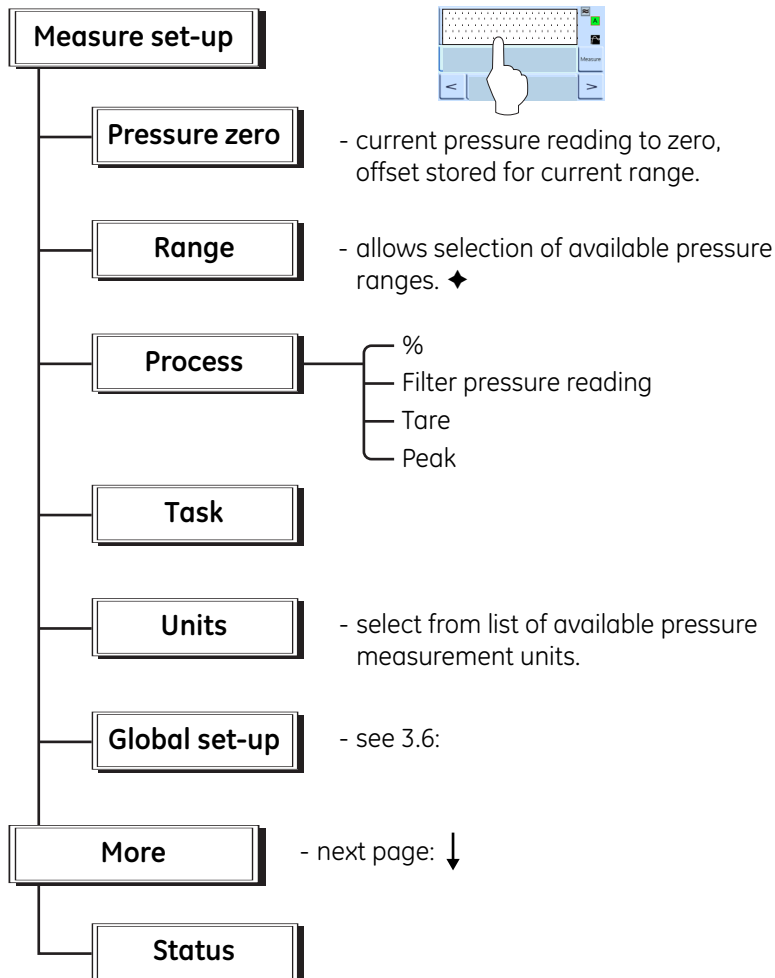 Measure set-up
A
Measure
<
>
Pressure zero
- current pressure reading to zero,
offset stored for current range.
Range
- allows selection of available pressure
ranges. ✦
Process
%
Filter pressure reading
Tare
Peak
Task
Units
- select from list of available pressure
measurement units.
Global set-up
- see 3.6:
More
- next page: ↓
Status